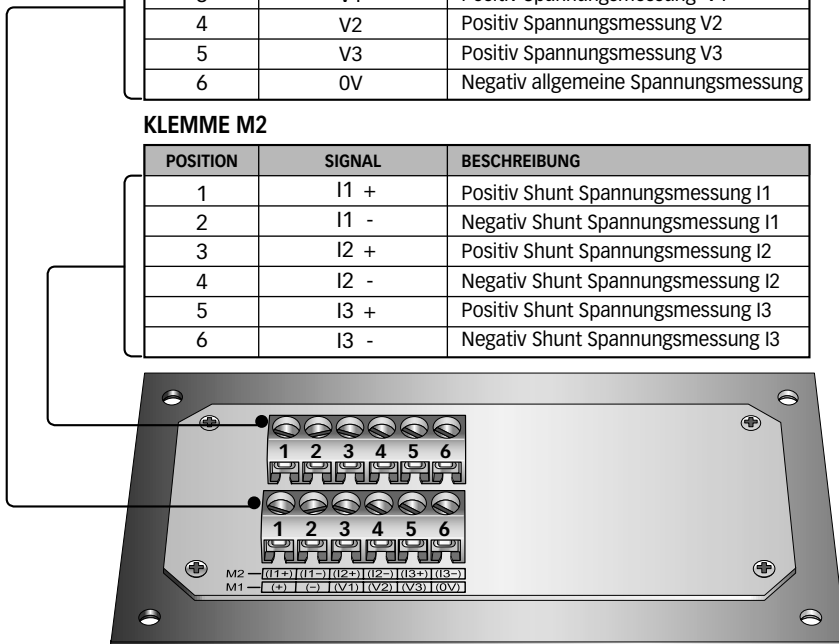 4 V2 Positiv Spannungsmessung V2
5 V3 Positiv Spannungsmessung V3
6 0V Negativ allgemeine Spannungsmessung
KLEMME M2
POSITION SIGNAL BESCHREIBUNG
1 I1 + Positiv Shunt Spannungsmessung I1
2 I1 - Negativ Shunt Spannungsmessung I1
3 I2 + Positiv Shunt Spannungsmessung I2
4 I2 - Negativ Shunt Spannungsmessung I2
5 I3 + Positiv Shunt Spannungsmessung I3
6 I3 - Negativ Shunt Spannungsmessung I3
1 2 3 4 5 6
1 2 3 4 5 6
M2 (I1+) (I1-) (I2+) (I2-) (I3+) (I3-)
M1 (+) (-) (V1) (V2) (V3) (0V)